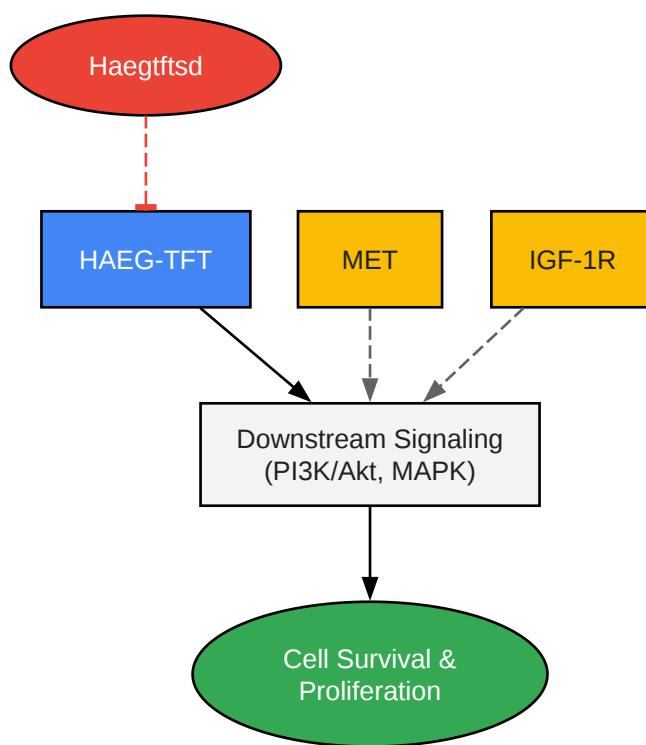 Haegtftsd
HAEG-TFT
MET
IGF-1R
Downstream Signaling
(PI3K/Akt, MAPK)
Cell Survival &
Proliferation